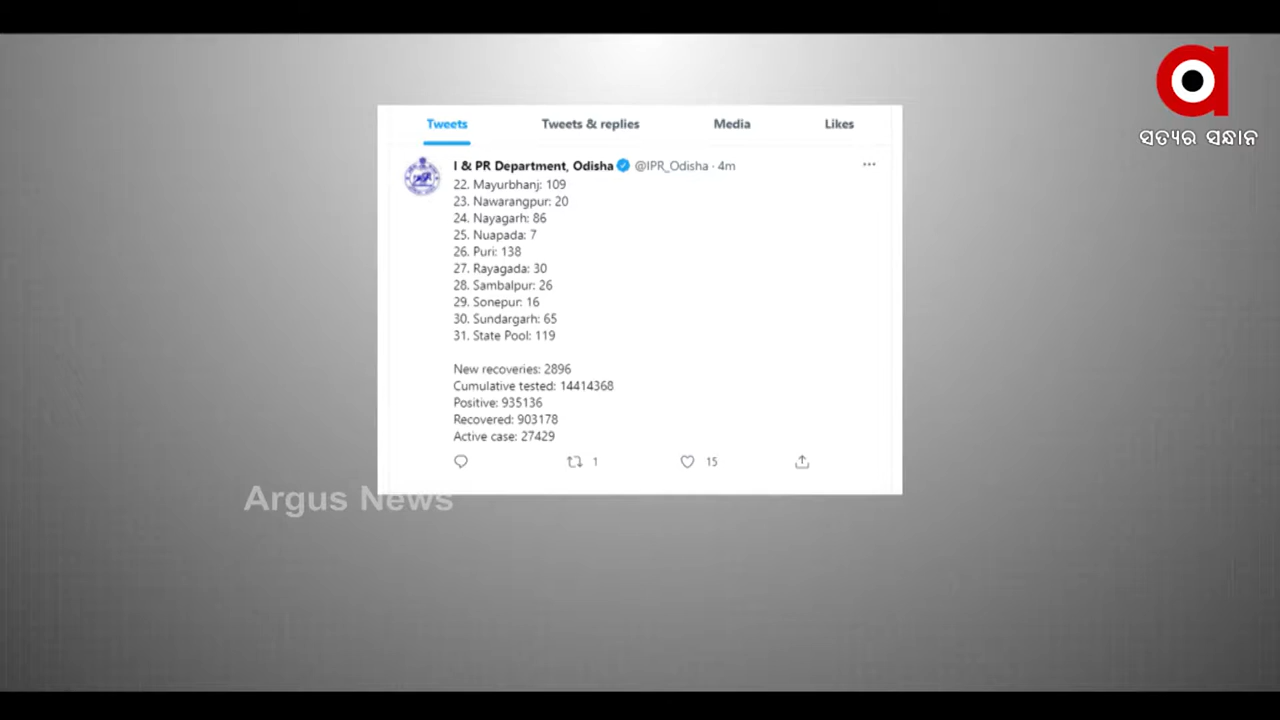 ସତ୍ୟର ସନ୍ଧାନ
Tweets Tweets & replies Media Likes
I & PR Department, Odisha @IPR_Odisha · 4m
22. Mayurbhanj: 109
23. Nawarangpur: 20
24. Nayagarh: 86
25. Nuapada: 7
26. Puri: 138
27. Rayagada: 30
28. Sambalpur: 26
29. Sonepur: 16
30. Sundargarh: 65
31. State Pool: 119
New recoveries: 2896
Cumulative tested: 14414368
Positive: 935136
Recovered: 903178
Active case: 27429
1 15
Argus News